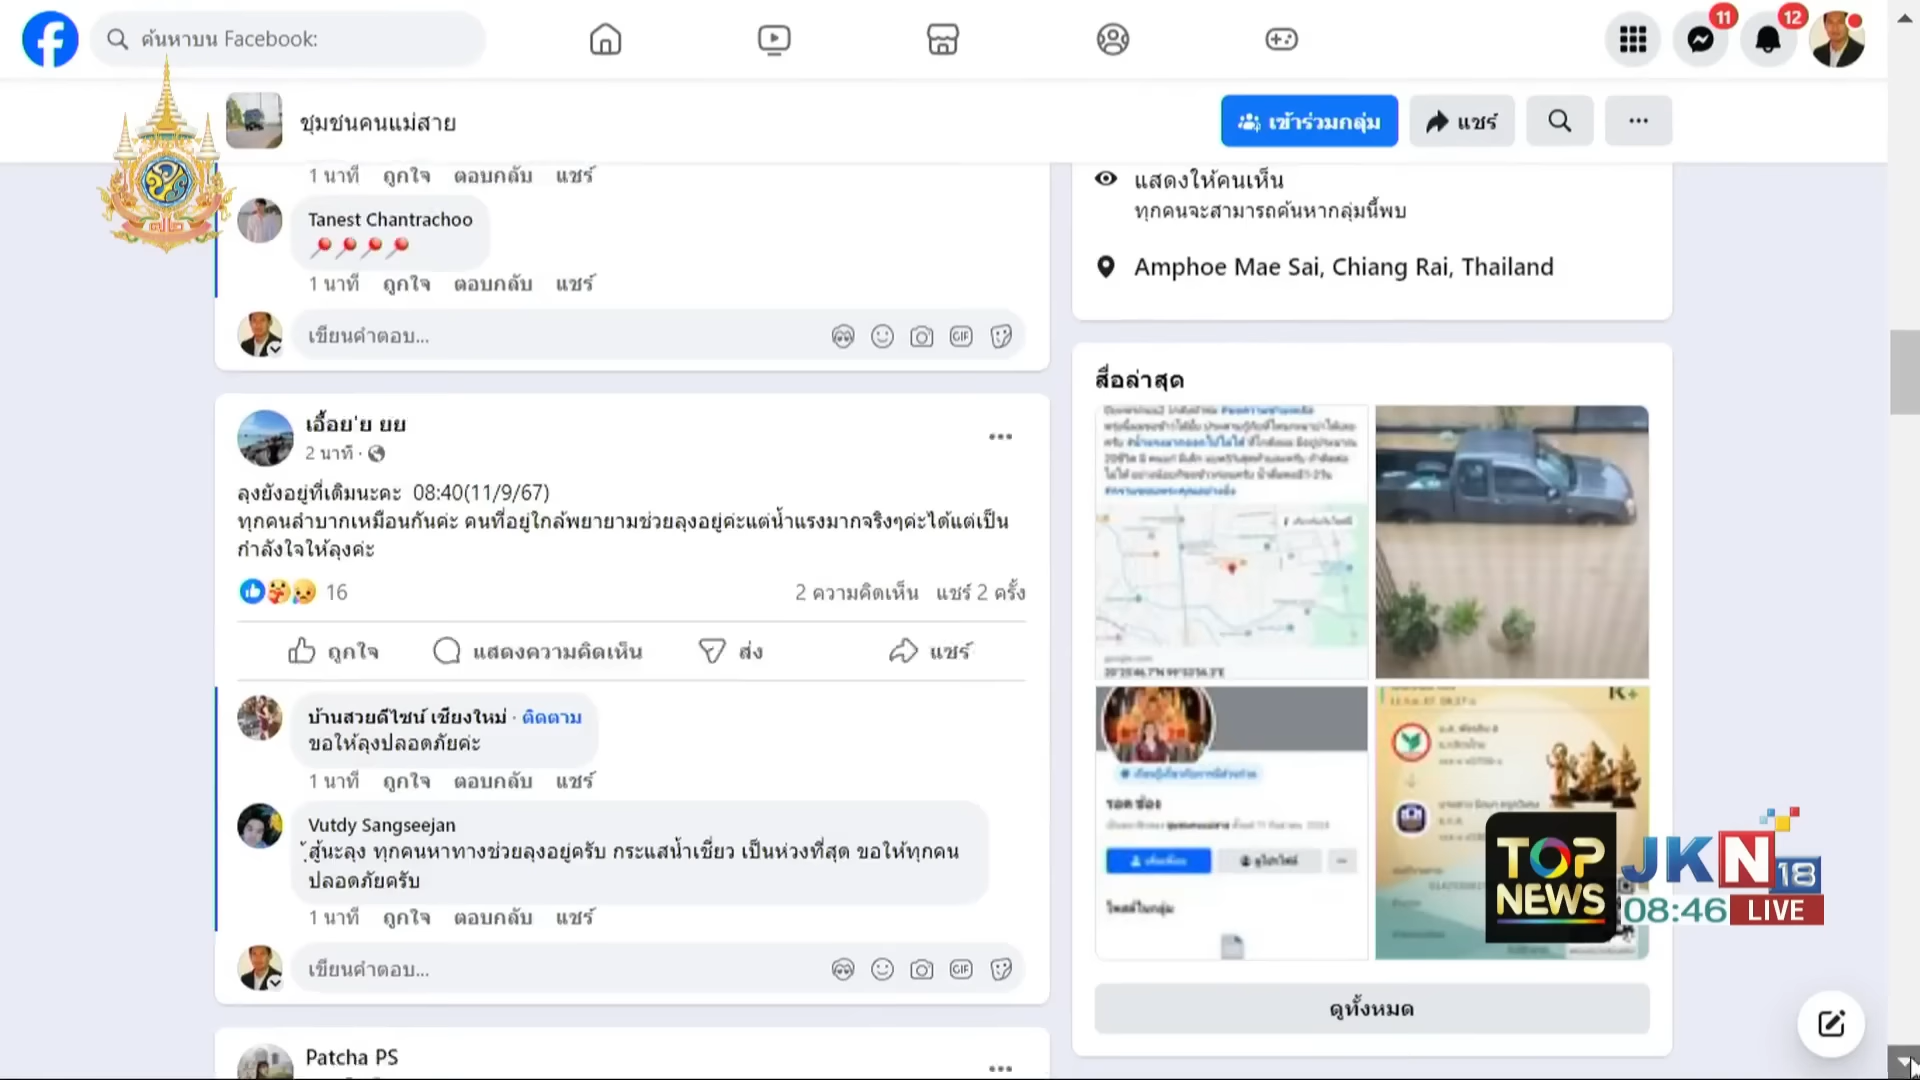 ค้นหาบน Facebook:
11
12
ชุมชนคนแม่สาย
เข้าร่วมกลุ่ม
แชร์
1 นาที ถูกใจ ตอบกลับ แชร์
Tanest Chantrachoo
1 นาที ถูกใจ ตอบกลับ แชร์
เขียนคำตอบ...
GIF
เอื้อย'ย ยย
2 นาที ·
ลุงยังอยู่ที่เดิมนะคะ 08:40(11/9/67)
ทุกคนลำบากเหมือนกันค่ะ คนที่อยู่ใกล้พยายามช่วยลุงอยู่ค่ะแต่น้ำแรงมากจริงๆค่ะได้แต่เป็น
กำลังใจให้ลุงค่ะ
16
2 ความคิดเห็น แชร์ 2 ครั้ง
ถูกใจ
แสดงความคิดเห็น
ส่ง
แชร์
บ้านสวยดีไซน์ เชียงใหม่ · ติดตาม
ขอให้ลุงปลอดภัยค่ะ
1 นาที ถูกใจ ตอบกลับ แชร์
Vutdy Sangseejan
ู้สู้นะลุง ทุกคนหาทางช่วยลุงอยู่ครับ กระแสน้ำเชี่ยว เป็นห่วงที่สุด ขอให้ทุกคน
ปลอดภัยครับ
1 นาที ถูกใจ ตอบกลับ แชร์
เขียนคำตอบ...
GIF
Patcha PS
แสดงให้คนเห็น
ทุกคนจะสามารถค้นหากลุ่มนี้พบ
Amphoe Mae Sai, Chiang Rai, Thailand
สื่อล่าสุด
ดูทั้งหมด
TOP
NEWS
JKN18
08:46 LIVE